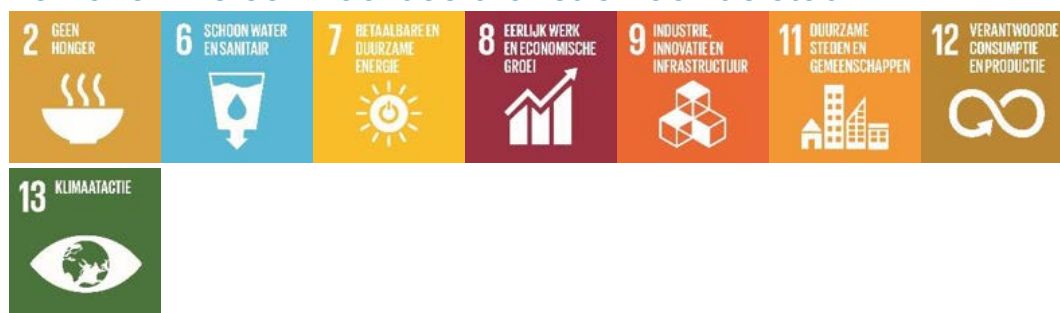 2 GEEN
HONGER
6 SCHOON WATER
EN SANITAIR
7 BETAALBARE EN
DUURZAME
ENERGIE
8 EERLIJK WERK
EN ECONOMISCHE
GROEI
9 INDUSTRIE,
INNOVATIE EN
INFRASTRUCTUUR
11 DUURZAME
STEDEN EN
GEMEENSCHAPPEN
12 VERANTWOORDE
CONSUMPTIE
EN PRODUCTIE
13 KLIMAATACTIE